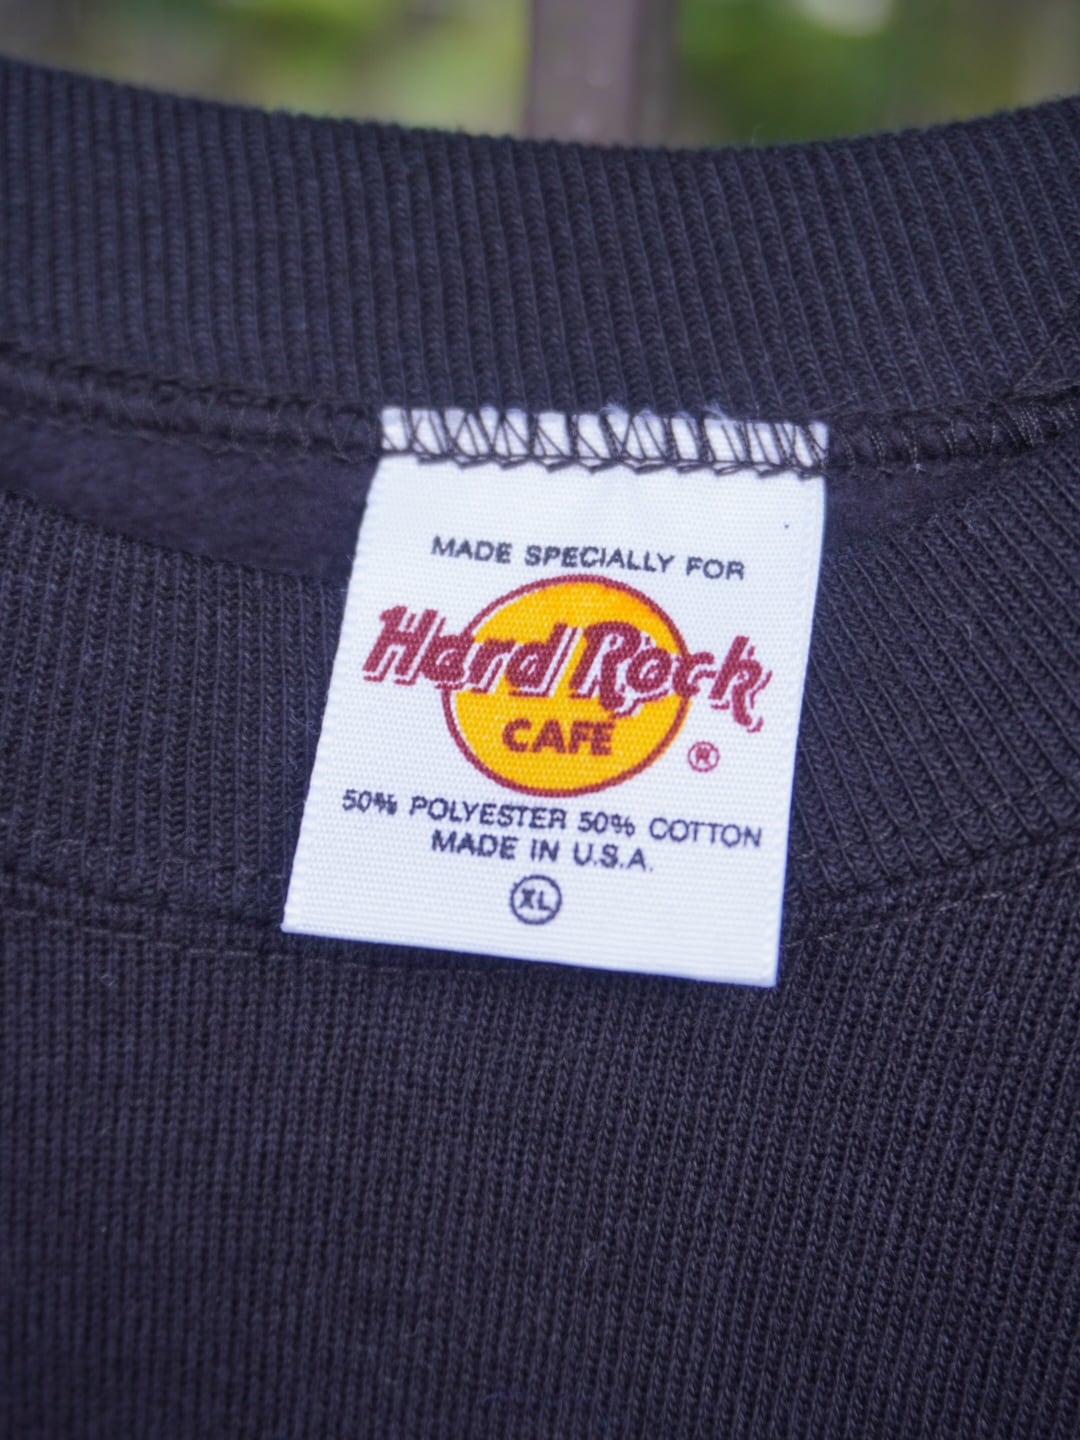 MADE SPECIALLY FOR
Hard Rock
CAFE
®
50% POLYESTER 50% COTTON
MADE IN U.S.A.
XL